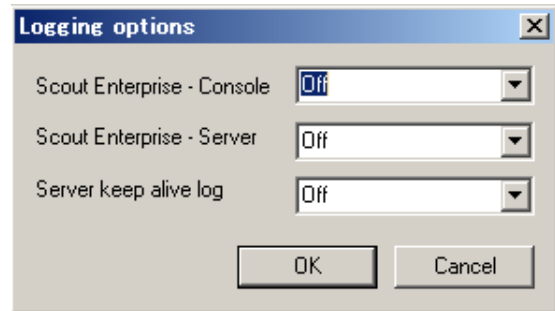 Logging options
Scout Enterprise - Console Off
Scout Enterprise - Server Off
Server keep alive log Off
OK Cancel